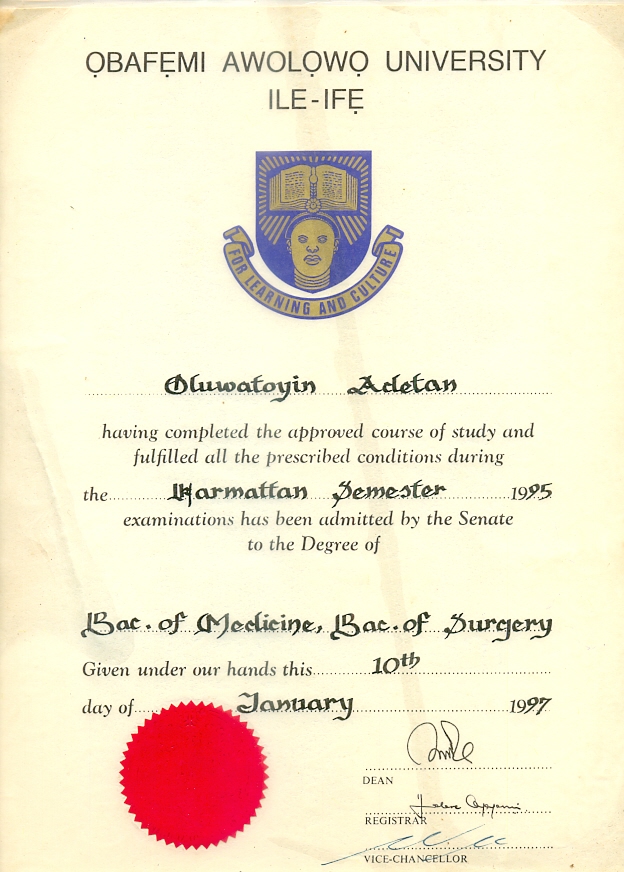 ỌBAFẸMI AWOLỌWỌ UNIVERSITY
ILE-IFẸ
FOR LEARNING AND CULTURE
Oluwatoyin Adetan
having completed the approved course of study and
fulfilled all the prescribed conditions during
the Harmattan Semester 1995
examinations has been admitted by the Senate
to the Degree of
Bac. of Medicine, Bac. of Surgery
Given under our hands this 10th
day of January 1997
DEAN
REGISTRAR
VICE-CHANCELLOR